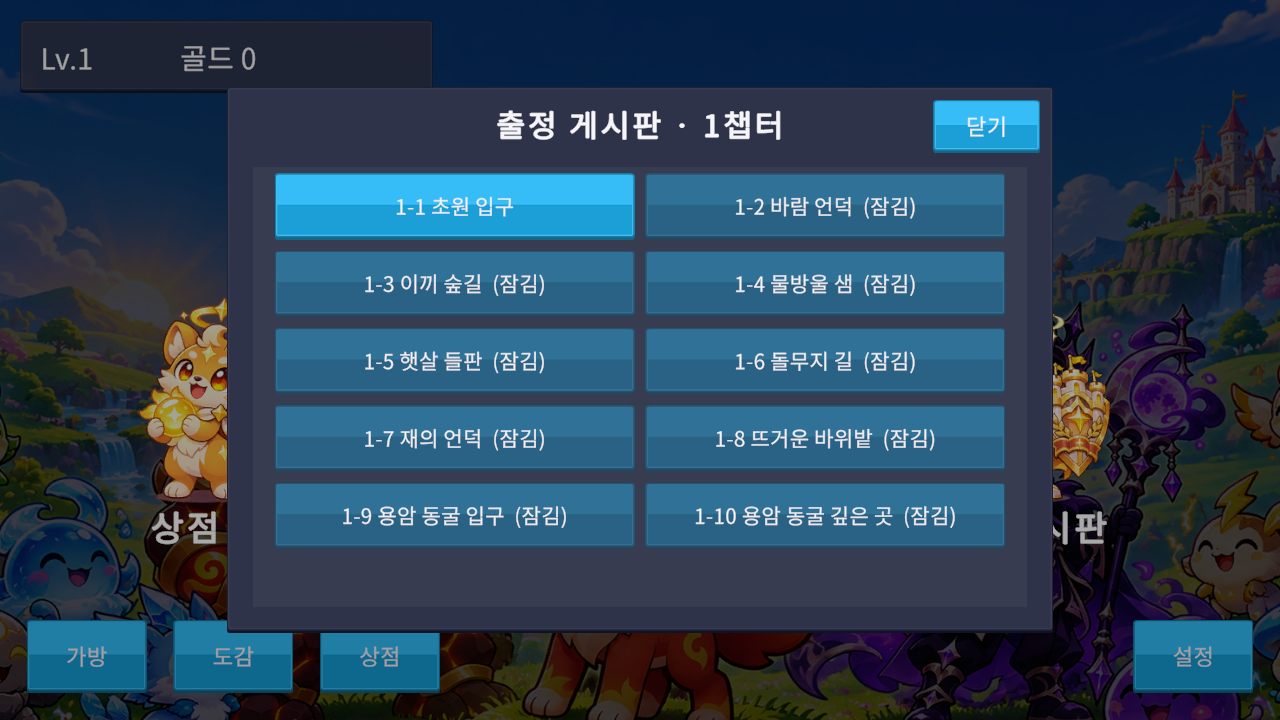 Lv.1 골드 0
출정 게시판 · 1챕터
닫기
1-1 초원 입구
1-2 바람 언덕 (잠김)
1-3 이끼 숲길 (잠김)
1-4 물방울 샘 (잠김)
1-5 햇살 들판 (잠김)
1-6 돌무지 길 (잠김)
1-7 재의 언덕 (잠김)
1-8 뜨거운 바위밭 (잠김)
1-9 용암 동굴 입구 (잠김)
1-10 용암 동굴 깊은 곳 (잠김)
상점
시판
가방
도감
상점
설정